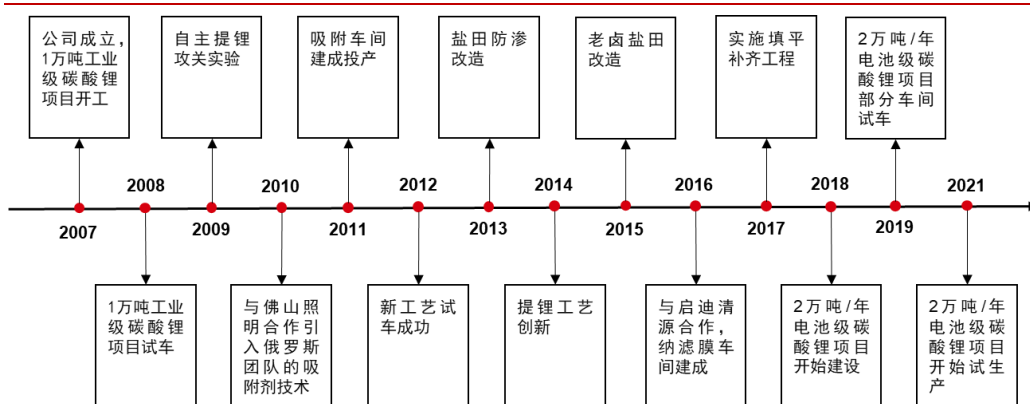 公司成立，
1万吨工业
级碳酸锂
项目开工
自主提锂
攻关实验
吸附车间
建成投产
盐田防渗
改造
老卤盐田
改造
实施填平
补齐工程
2万吨/年
电池级碳
酸锂项目
部分车间
试车
2008
2010
2012
2014
2016
2018
2021
2007
2009
2011
2013
2015
2017
2019
1万吨工业
级碳酸锂
项目试车
与佛山照
明合作引
入俄罗斯
团队的吸
附剂技术
新工艺试
车成功
提锂工艺
创新
与启迪清
源合作，
纳滤膜车
间建成
2万吨/年
电池级碳
酸锂项目
开始建设
2万吨/年
电池级碳
酸锂项目
开始试生
产